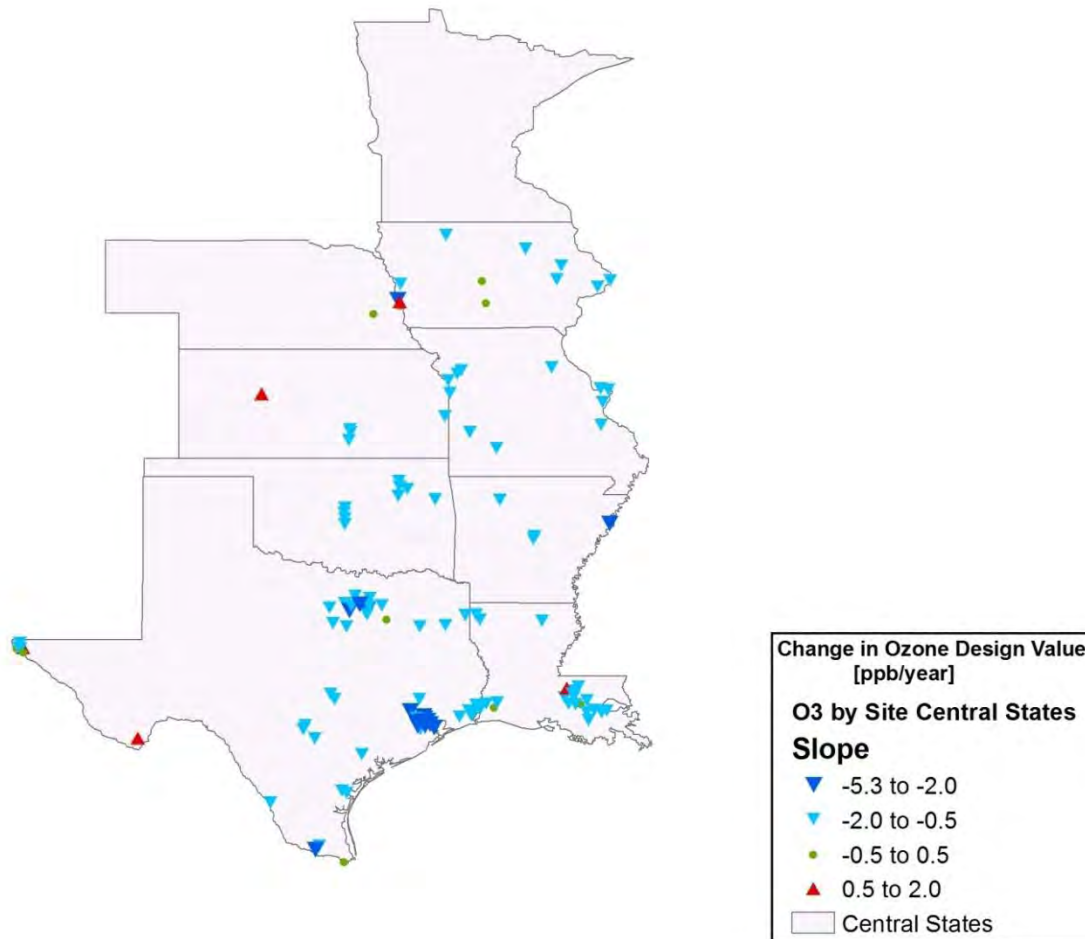 Change in Ozone Design Value
[ppb/year]
O3 by Site Central States
Slope
-5.3 to -2.0
-2.0 to -0.5
-0.5 to 0.5
0.5 to 2.0
Central States